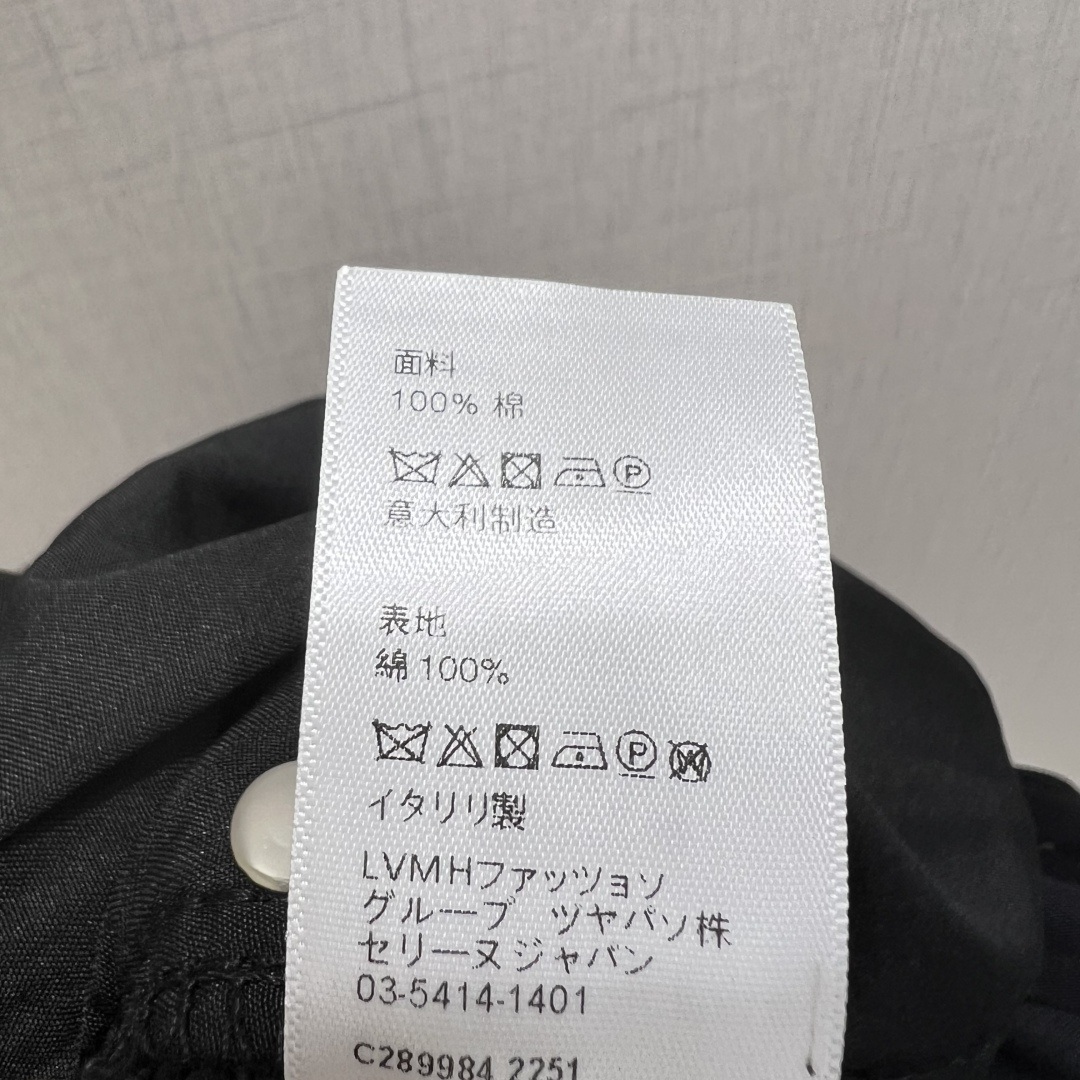 面料
100% 棉
意大利制造
表地
綿 100%
イタリリ製
LVMHファッツョソ
グループ ツヤバソ株
セリーヌジャバン
03-5414-1401
C289984 2251